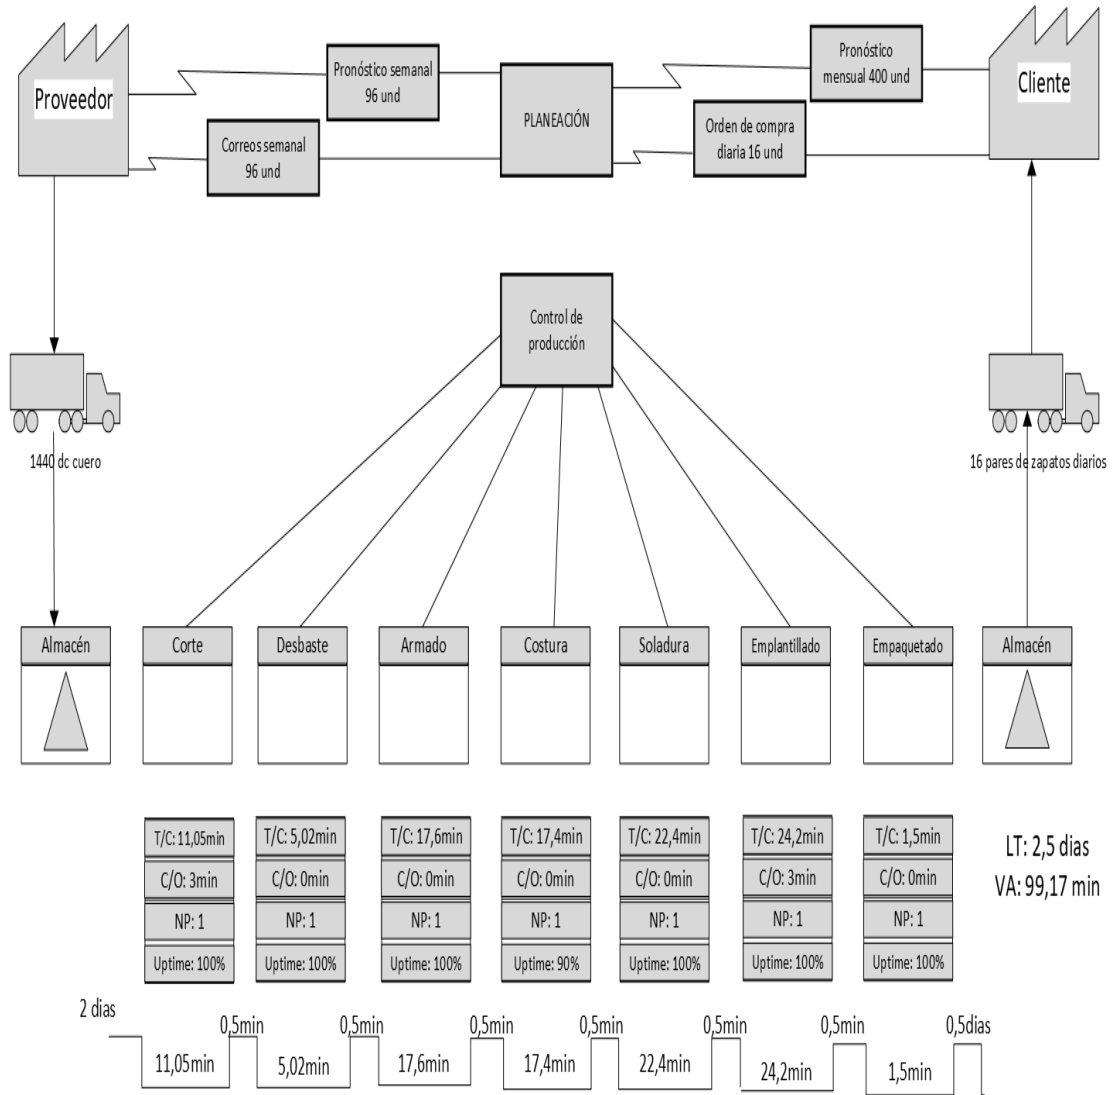 Proveedor
Pronóstico semanal
96 und
Correos semanal
96 und
PLANEACIÓN
Pronóstico
mensual 400 und
Orden de compra
diaria 16 und
Cliente
Control de
producción
1440 dc cuero
16 pares de zapatos diarios
Almacén
Corte
Desbaste
Armado
Costura
Soladura
Emplantillado
Empaquetado
Almacén
T/C: 11,05min
C/O: 3min
NP: 1
Uptime: 100%
T/C: 5,02min
C/O: 0min
NP: 1
Uptime: 100%
T/C: 17,6min
C/O: 0min
NP: 1
Uptime: 100%
T/C: 17,4min
C/O: 0min
NP: 1
Uptime: 90%
T/C: 22,4min
C/O: 0min
NP: 1
Uptime: 100%
T/C: 24,2min
C/O: 3min
NP: 1
Uptime: 100%
T/C: 1,5min
C/O: 0min
NP: 1
Uptime: 100%
LT: 2,5 dias
VA: 99,17 min
2 dias
11,05min
0,5min
5,02min
0,5min
17,6min
0,5min
17,4min
0,5min
22,4min
0,5min
24,2min
0,5min
1,5min
0,5dias